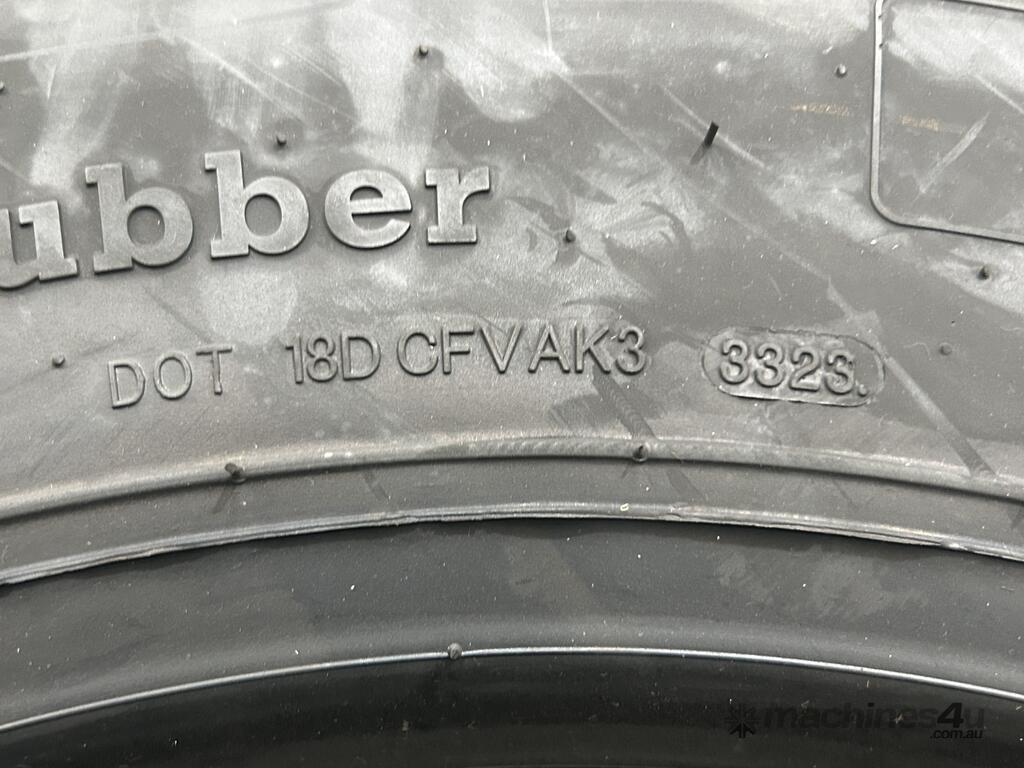 ubber
DOT 18D CFVAK3 3323.
machines4u
.com.au